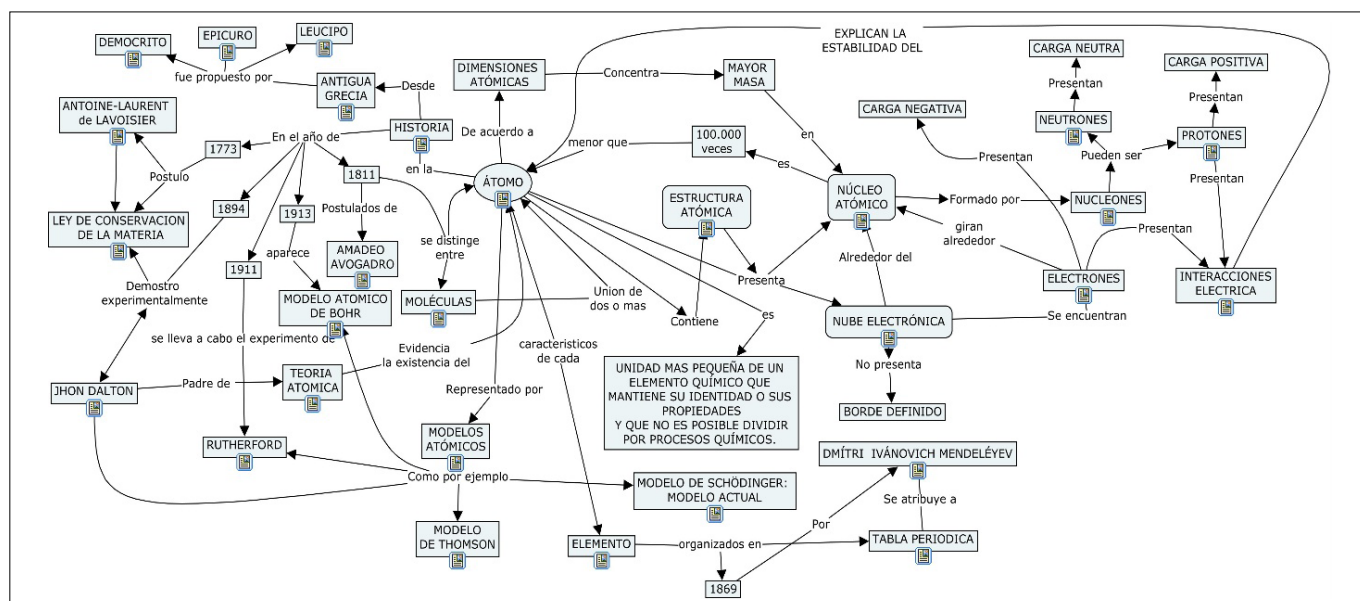 DEMOCRITO
EPICURO
LEUCIPO
fue propuesto por
ANTIGUA
GRECIA
Desde
HISTORIA
ANTOINE-LAURENT
de LAVOISIER
En el año de
1773
Postulo
1811
1894
1913
LEY DE CONSERVACION
DE LA MATERIA
Postulados de
AMADEO
AVOGADRO
1911
aparece
Demostro
experimentalmente
MODELO ATOMICO
DE BOHR
se lleva a cabo el experimento de
JHON DALTON
Padre de
TEORIA
ATOMICA
Evidencia
la existencia del
RUTHERFORD
DIMENSIONES
ATÓMICAS
Concentra
MAYOR
MASA
EXPLICAN LA
ESTABILIDAD DEL
De acuerdo a
en la
menor que
100.000
veces
es
en
ÁTOMO
ESTRUCTURA
ATÓMICA
NÚCLEO
ATÓMICO
se distinge
entre
MOLÉCULAS
Union de
dos o mas
Contiene
Presenta
es
Alrededor del
NUBE ELECTRÓNICA
CARGA NEUTRA
CARGA POSITIVA
Presentan
Presentan
CARGA NEGATIVA
NEUTRONES
PROTONES
Pueden ser
Presentan
Presentan
Formado por
NUCLEONES
giran
alrededor
Presentan
ELECTRONES
INTERACCIONES
ELECTRICA
Se encuentran
No presenta
BORDE DEFINIDO
caracteristicos
de cada
UNIDAD MAS PEQUEÑA DE UN
ELEMENTO QUÍMICO QUE
MANTIENE SU IDENTIDAD O SUS
PROPIEDADES
Y QUE NO ES POSIBLE DIVIDIR
POR PROCESOS QUÍMICOS.
Representado por
MODELOS
ATÓMICOS
Como por ejemplo
MODELO DE SCHÖDINGER:
MODELO ACTUAL
MODELO
DE THOMSON
ELEMENTO
organizados en
1869
Por
DMÍTRI IVÁNOVICH MENDELÉYEV
Se atribuye a
TABLA PERIODICA